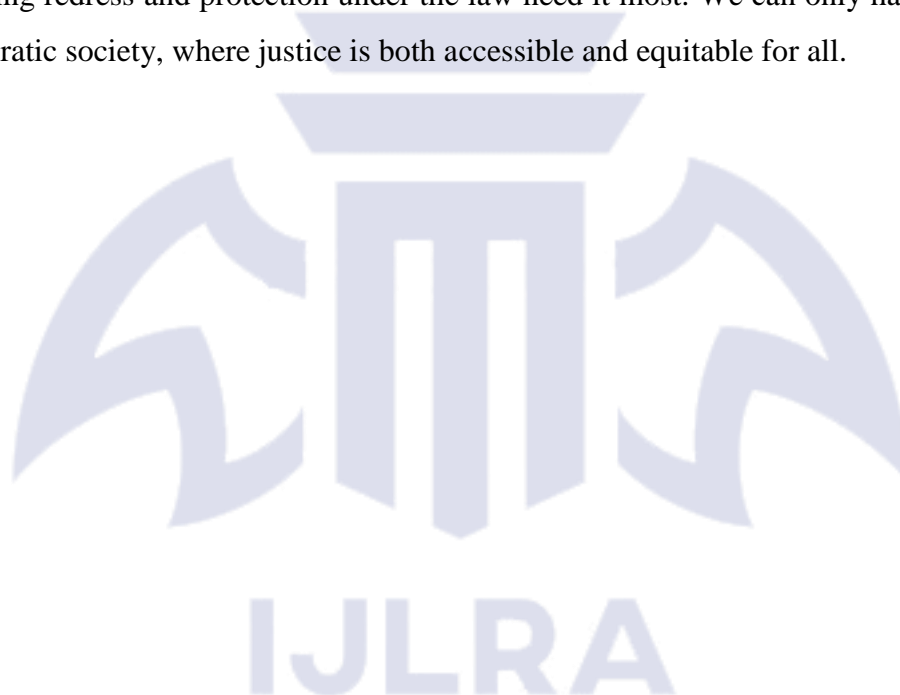 ing redress and protection under the law need it most. We can only ha
ratic society, where justice is both accessible and equitable for all.
IJLRA